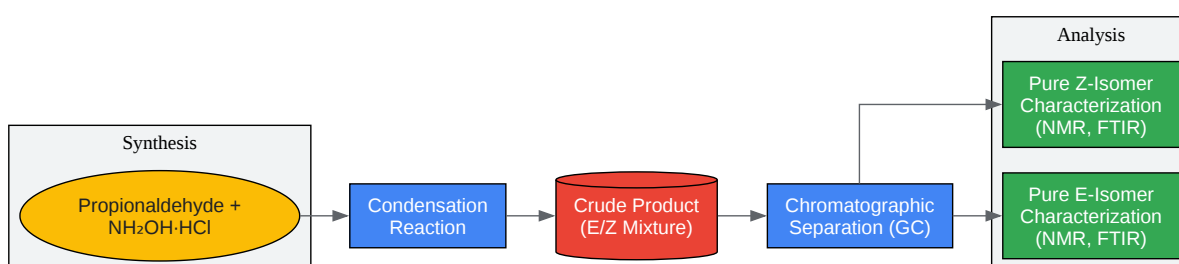 Synthesis
Propionaldehyde +
NH₂OH·HCl
Condensation
Reaction
Crude Product
(E/Z Mixture)
Chromatographic
Separation (GC)
Analysis
Pure Z-Isomer
Characterization
(NMR, FTIR)
Pure E-Isomer
Characterization
(NMR, FTIR)